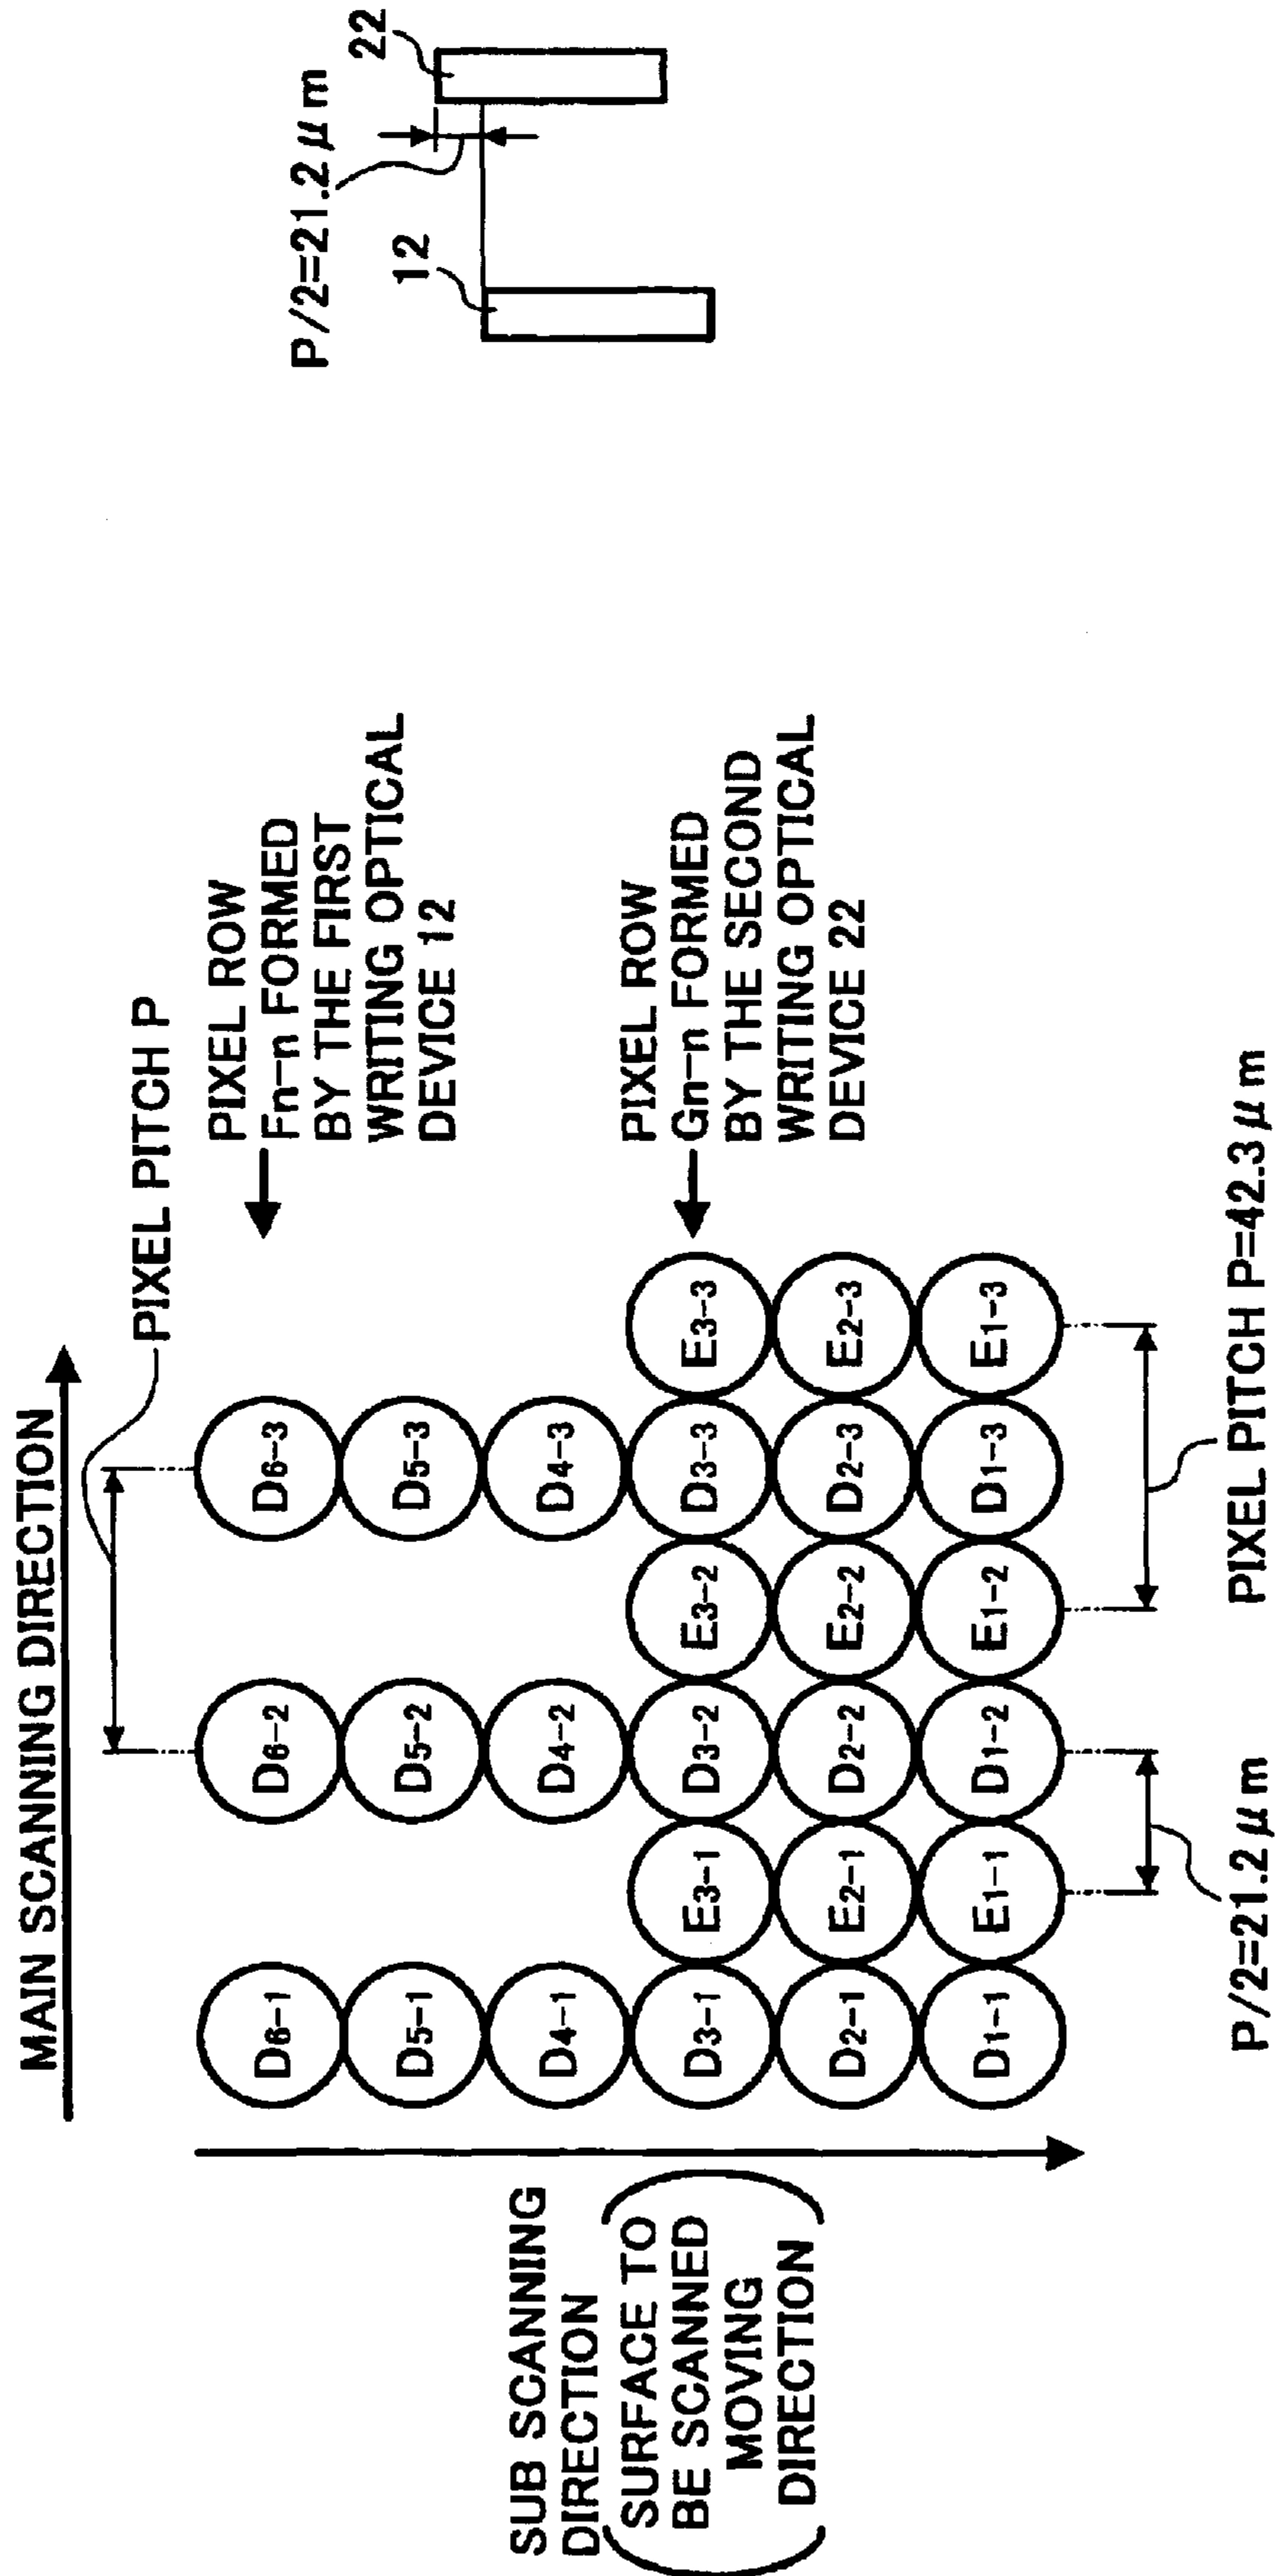 MAIN SCANNING DIRECTION
PIXEL PITCH P
PIXEL ROW
Fn-n FORMED
BY THE FIRST
WRITING OPTICAL
DEVICE 12
PIXEL ROW
Gn-n FORMED
BY THE SECOND
WRITING OPTICAL
DEVICE 22
SUB SCANNING
DIRECTION
(SURFACE TO
BE SCANNED
MOVING
DIRECTION)
D6-1 D6-2 D6-3
D5-1 D5-2 D5-3
D4-1 D4-2 D4-3
D3-1 E3-1 D3-2 E3-2 D3-3 E3-3
D2-1 E2-1 D2-2 E2-2 D2-3 E2-3
D1-1 E1-1 D1-2 E1-2 D1-3 E1-3
P/2=21.2μm
PIXEL PITCH P=42.3μm
P/2=21.2μm
12
22